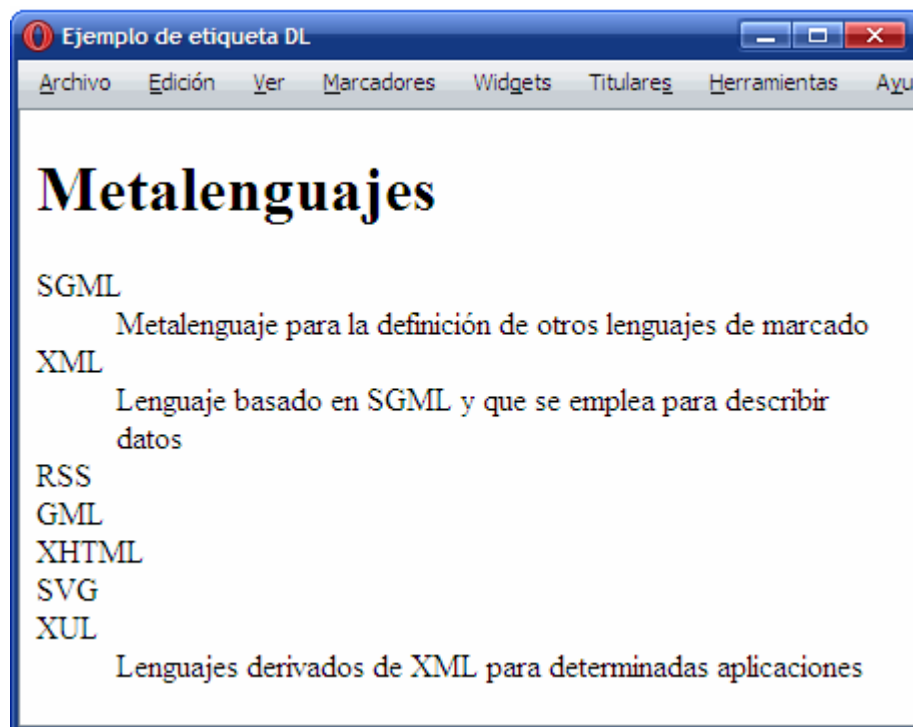 Ejemplo de etiqueta DL
Archivo Edición Ver Marcadores Widgets Titulares Herramientas Ayu
Metalenguajes
SGML
Metalenguaje para la definición de otros lenguajes de marcado
XML
Lenguaje basado en SGML y que se emplea para describir
datos
RSS
GML
XHTML
SVG
XUL
Lenguajes derivados de XML para determinadas aplicaciones